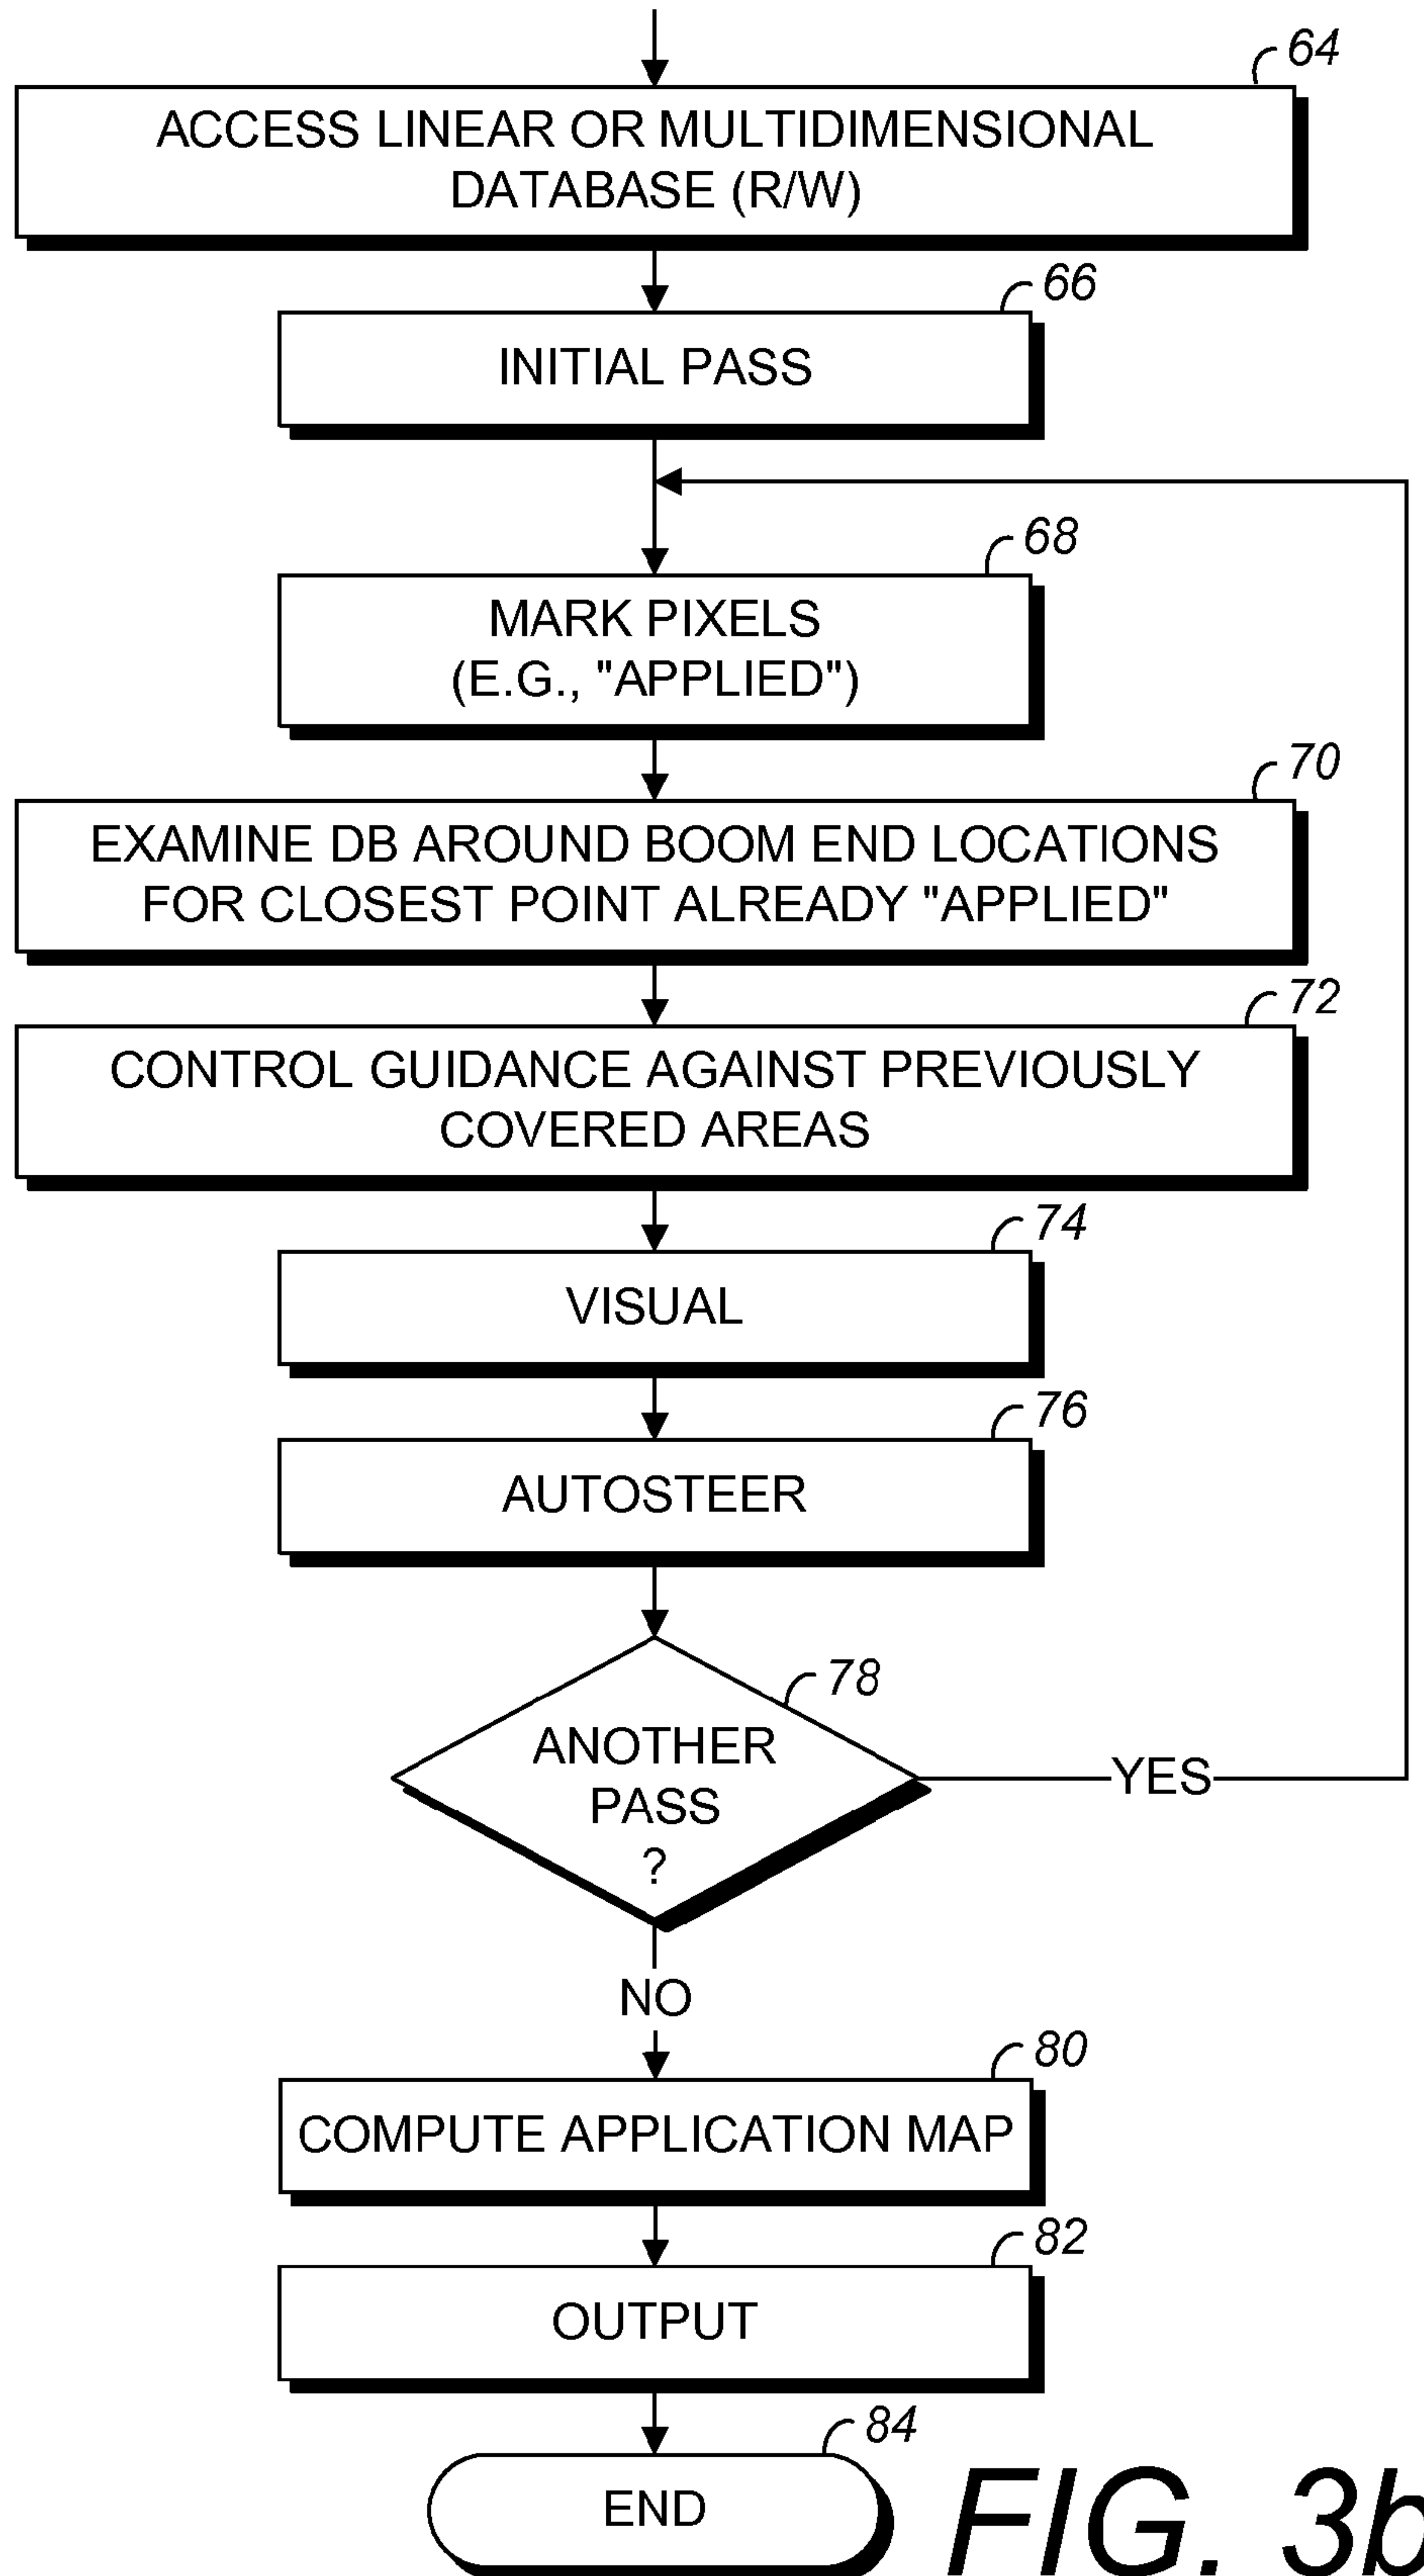 64
ACCESS LINEAR OR MULTIDIMENSIONAL
DATABASE (R/W)
66
INITIAL PASS
68
MARK PIXELS
(E.G., "APPLIED")
70
EXAMINE DB AROUND BOOM END LOCATIONS
FOR CLOSEST POINT ALREADY "APPLIED"
72
CONTROL GUIDANCE AGAINST PREVIOUSLY
COVERED AREAS
74
VISUAL
76
AUTOSTEER
78
ANOTHER
PASS
?
YES
NO
80
COMPUTE APPLICATION MAP
82
OUTPUT
84
END
FIG. 3b